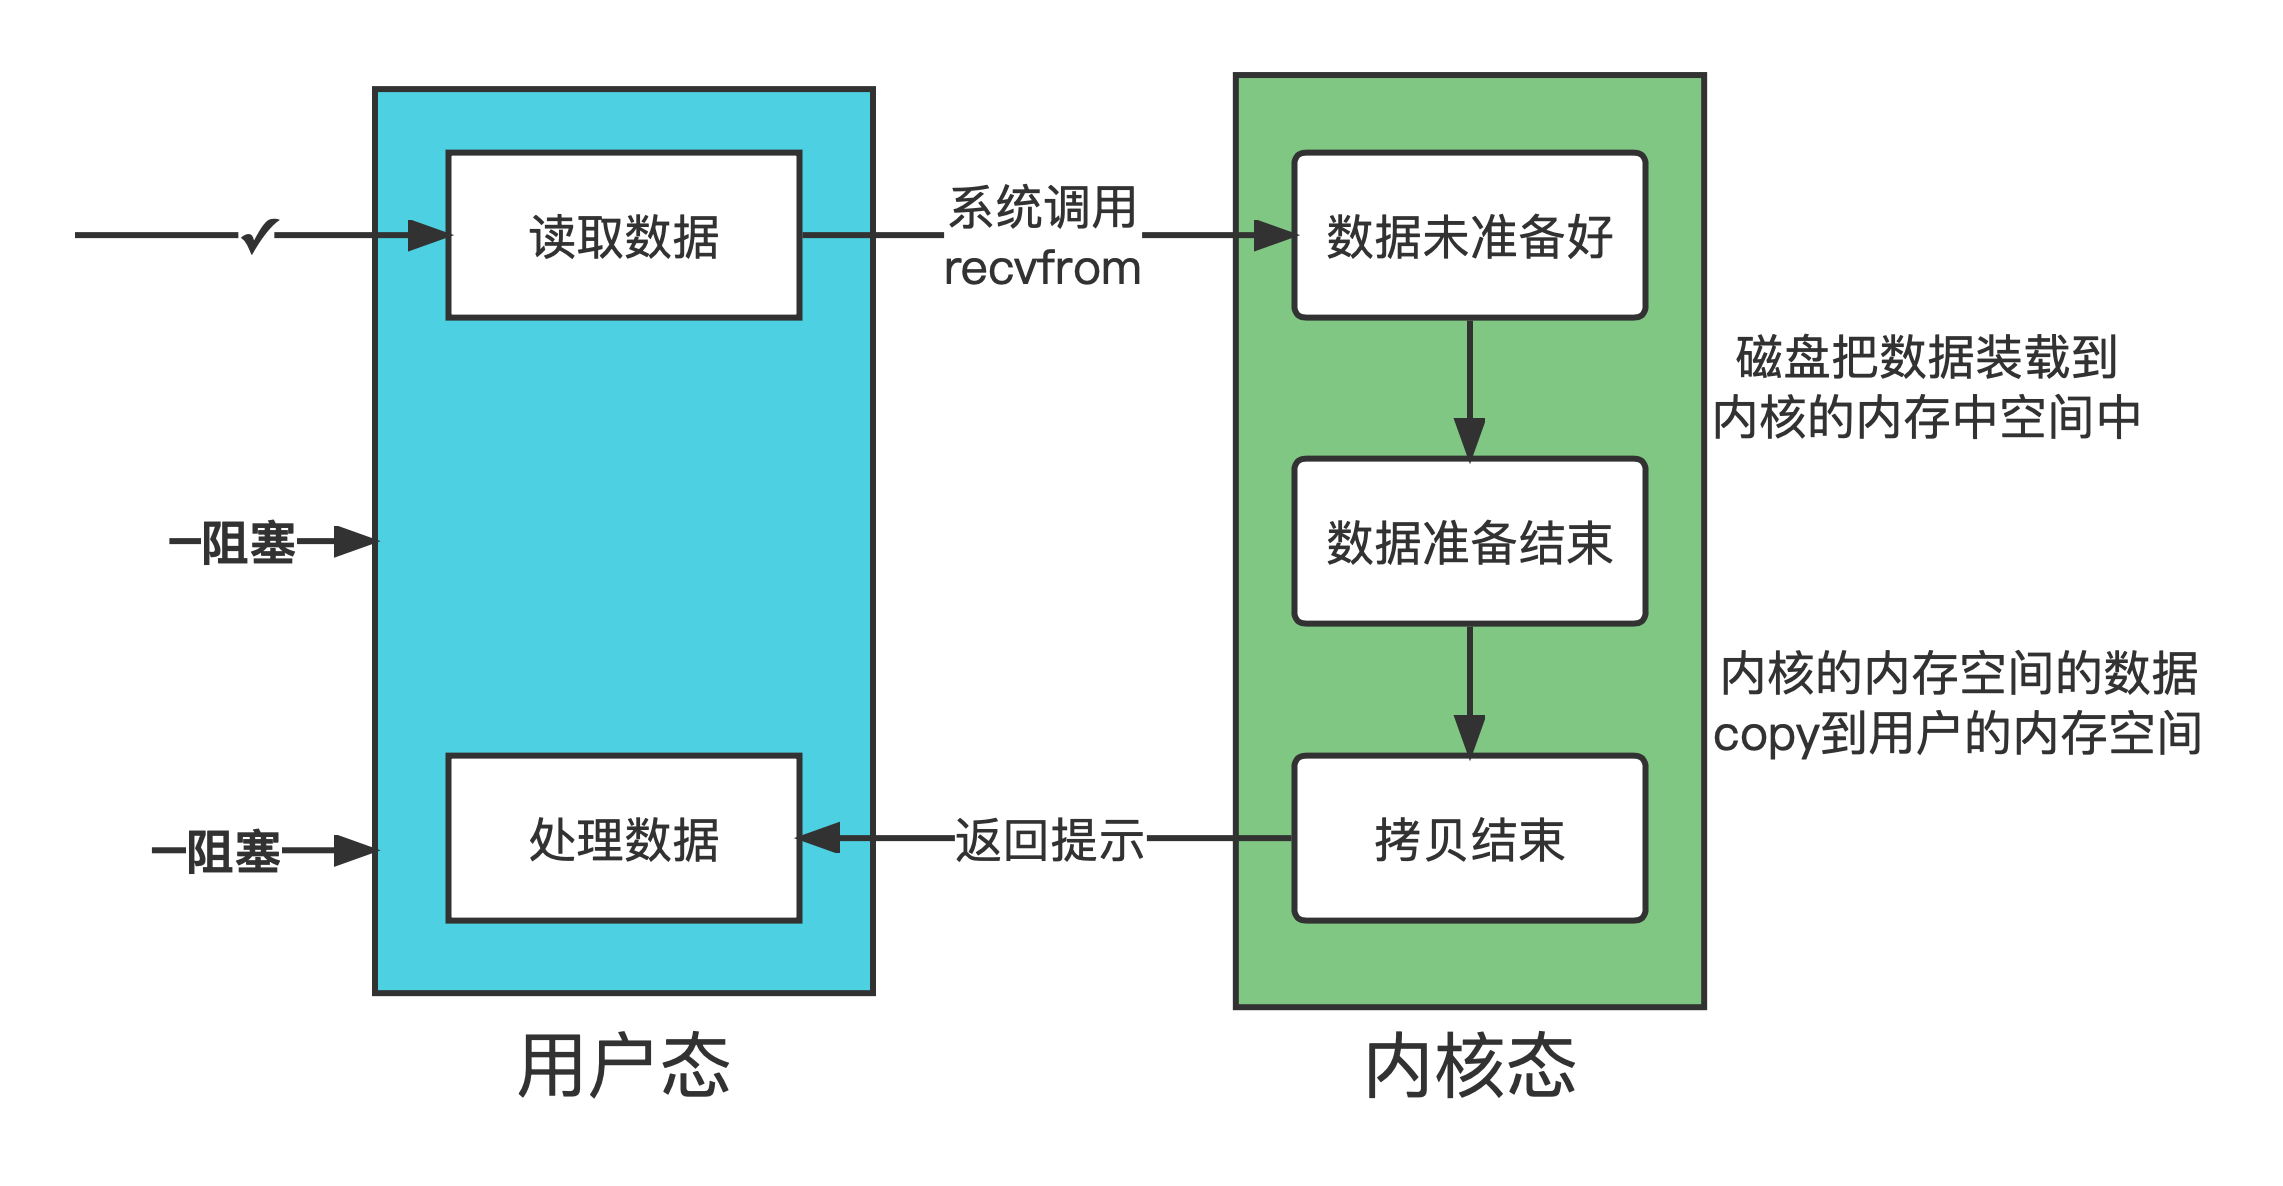 读取数据
系统调用
recvfrom
数据未准备好
磁盘把数据装载到
内核的内存中空间中
阻塞
数据准备结束
内核的内存空间的数据
copy到用户的内存空间
阻塞
处理数据
返回提示
拷贝结束
用户态
内核态